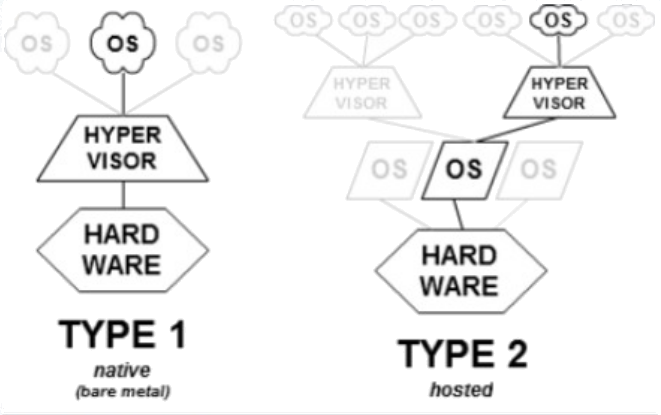 OS OS OS
HYPER
VISOR
HARD
WARE
TYPE 1
native
(bare metal)
OS OS OS OS OS OS
HYPER
VISOR
HYPER
VISOR
OS OS OS
HARD
WARE
TYPE 2
hosted